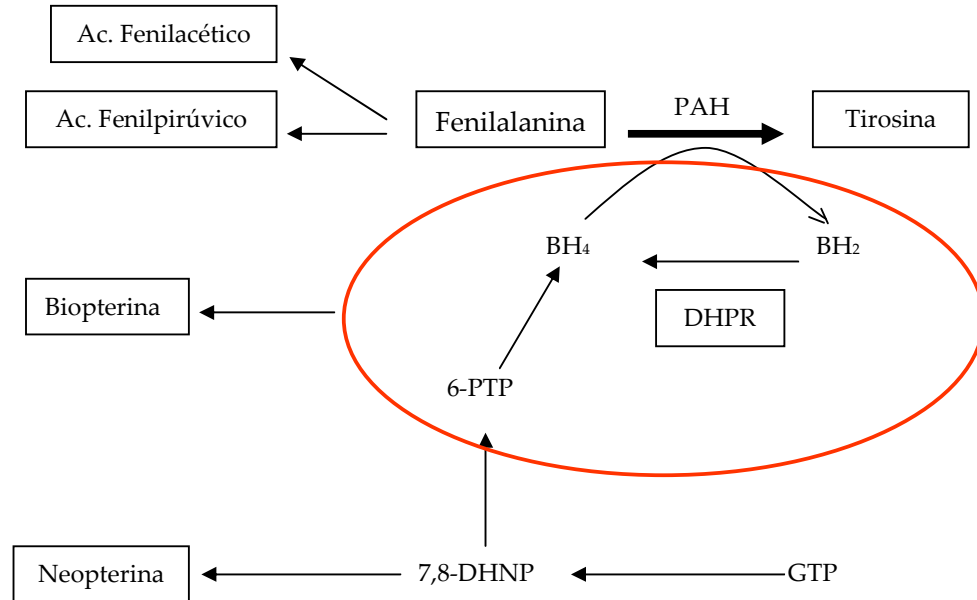 Ac. Fenilacético
PAH
Ac. Fenilpirúvico
Fenilalanina
Tirosina
BH₄
BH₂
Biopterina
DHPR
6-PTP
Neopterina
7,8-DHNP
GTP